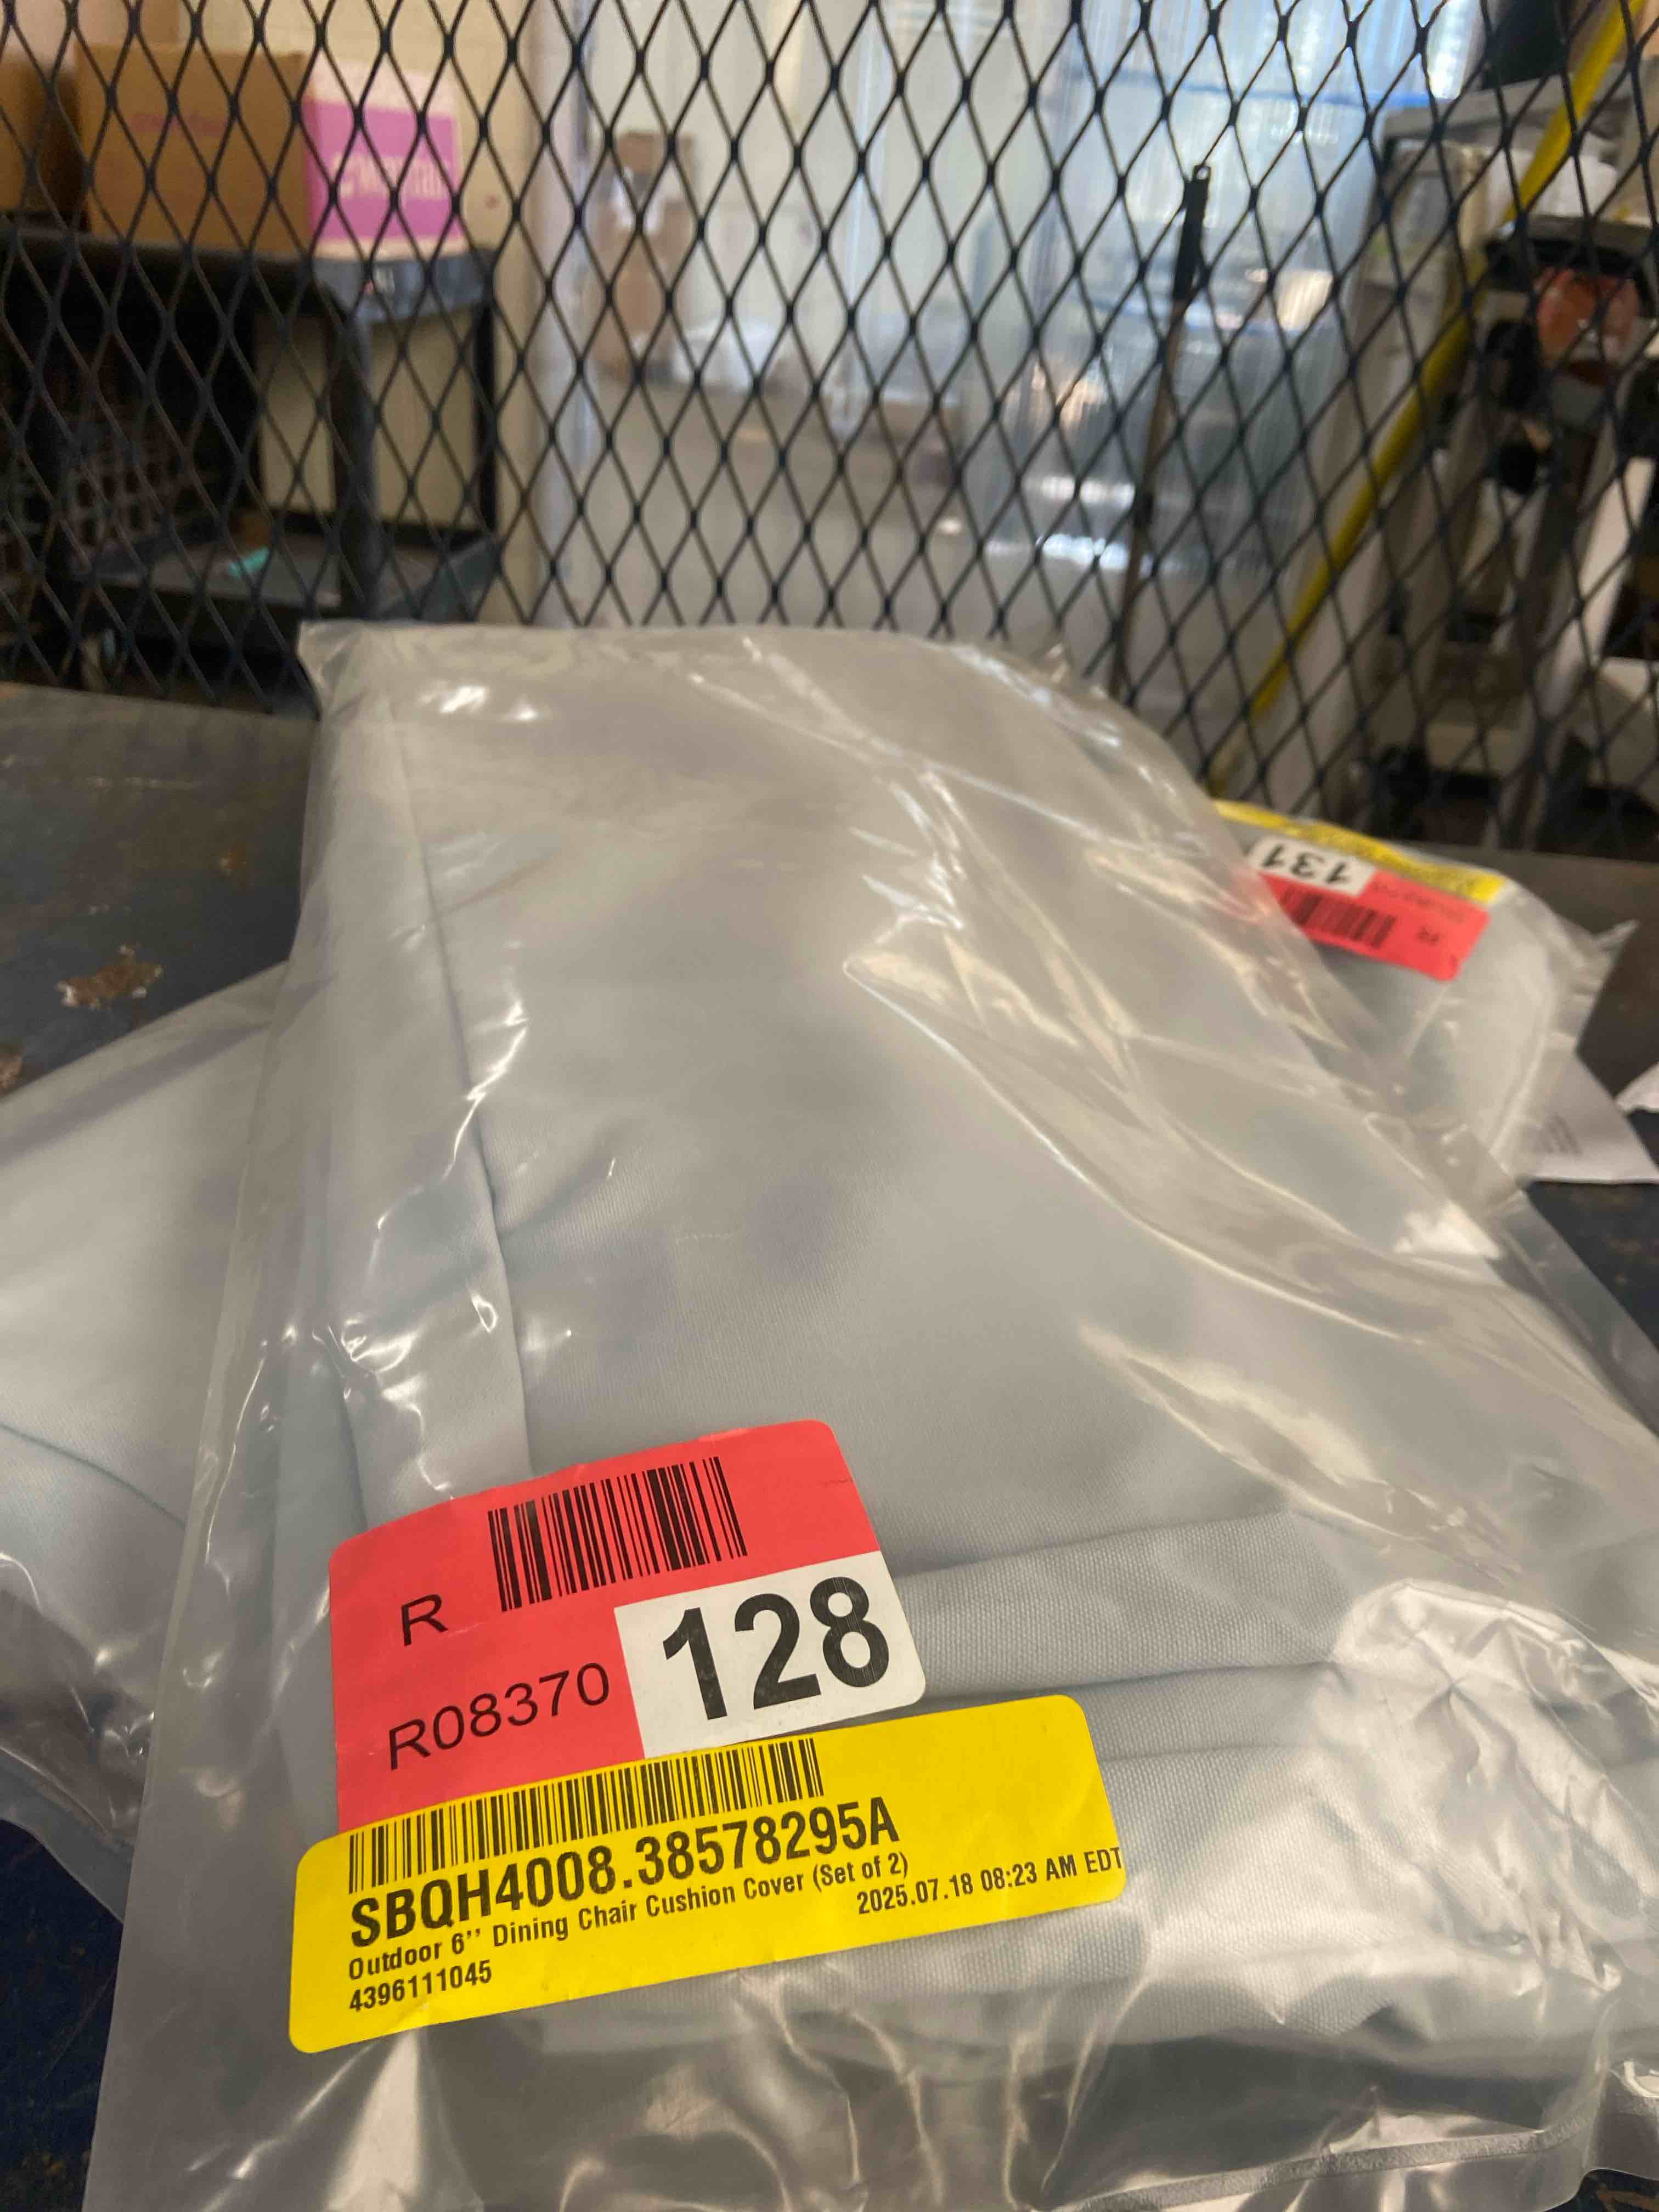 131
R
R08370
128
SBQH4008.38578295A
Outdoor 6'' Dining Chair Cushion Cover (Set of 2)
2025.07.18 08:23 AM EDT
4396111045